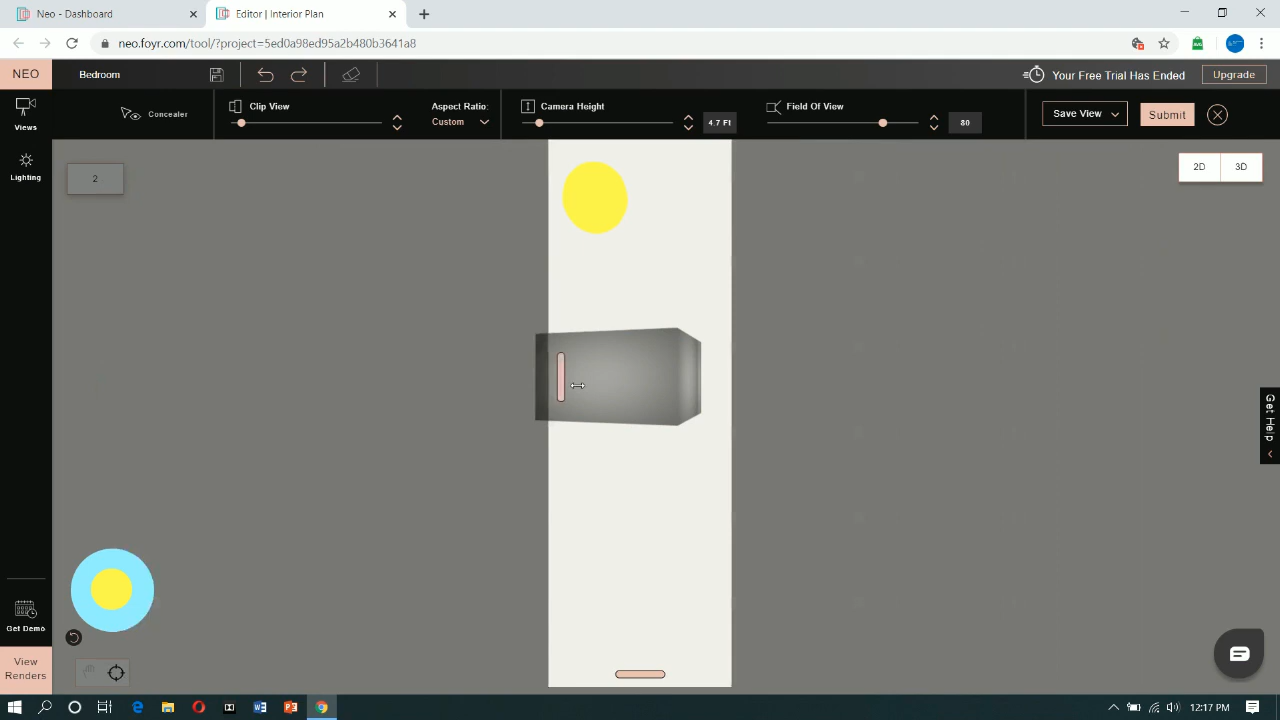 Neo - Dashboard
Editor | Interior Plan
neo.foyr.com/tool/?project=5ed0a98ed95a2b480b3641a8
NEO
Bedroom
Your Free Trial Has Ended
Upgrade
Views
Concealer
Clip View
Aspect Ratio:
Custom
Camera Height
4.7 Ft
Field Of View
80
Save View
Submit
Lighting
2
2D
3D
Get Help
Get Demo
View
Renders
12:17 PM